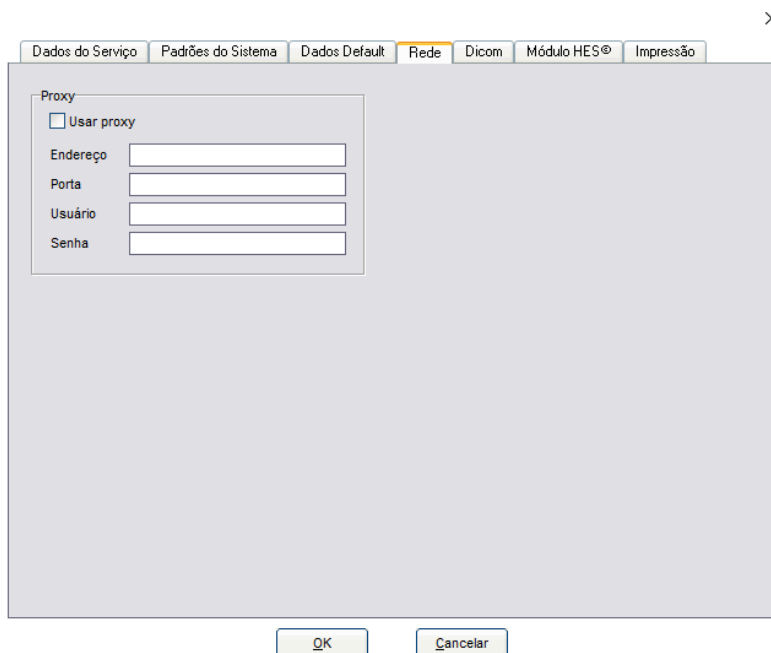 Dados do Serviço Padrões do Sistema Dados Default Rede Dicom Módulo HES® Impressão
Proxy
Usar proxy
Endereço
Porta
Usuário
Senha
OK Cancelar